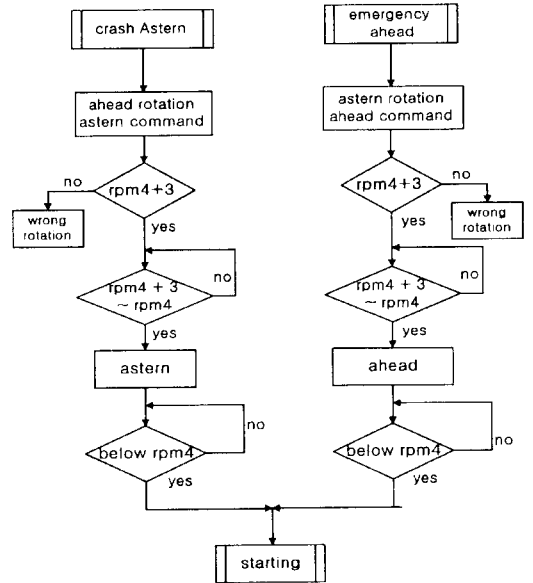 crash Astern
ahead rotation
astern command
rpm4+3
no
yes
wrong
rotation
rpm4 + 3
~ rpm4
no
yes
astern
below rpm4
no
yes
emergency
ahead
astern rotation
ahead command
rpm4+3
no
yes
wrong
rotation
rpm4 + 3
~ rpm4
no
yes
ahead
below rpm4
no
yes
starting